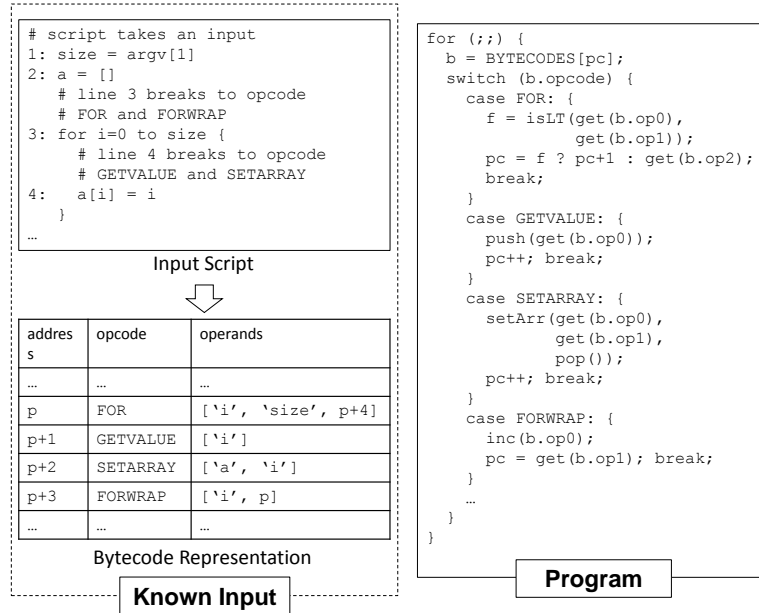 # script takes an input
1: size = argv[1]
2: a = []
# line 3 breaks to opcode
# FOR and FORWRAP
3: for i=0 to size {
# line 4 breaks to opcode
# GETVALUE and SETARRAY
4: a[i] = i
}
…
Input Script
addres
s
opcode
operands
… … …
p FOR [‘i’, ‘size’, p+4]
p+1 GETVALUE [‘i’]
p+2 SETARRAY [‘a’, ‘i’]
p+3 FORWRAP [‘i’, p]
… … …
Bytecode Representation
Known Input
for (;;) {
b = BYTECODES[pc];
switch (b.opcode) {
case FOR: {
f = isLT(get(b.op0),
get(b.op1));
pc = f ? pc+1 : get(b.op2);
break;
}
case GETVALUE: {
push(get(b.op0));
pc++; break;
}
case SETARRAY: {
setArr(get(b.op0),
get(b.op1),
pop());
pc++; break;
}
case FORWRAP: {
inc(b.op0);
pc = get(b.op1); break;
}
…
}
}
Program